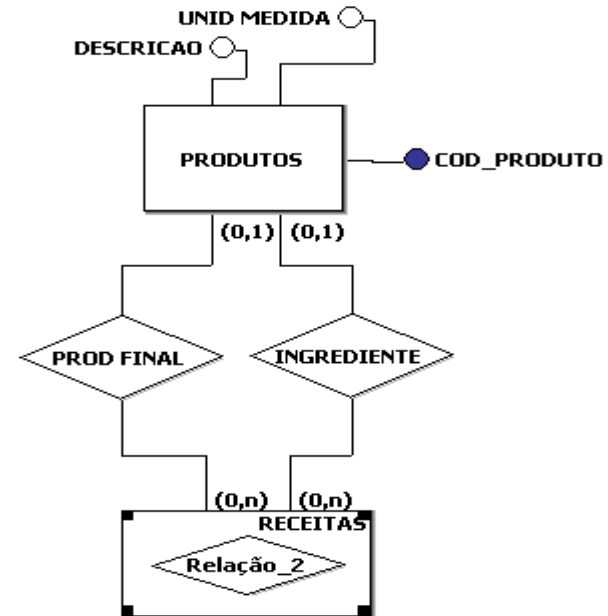 UNID MEDIDA
DESCRICAO
PRODUTOS
COD_PRODUTO
(0,1) (0,1)
PROD FINAL
INGREDIENTE
(0,n) (0,n)
RECEITAS
Relação_2